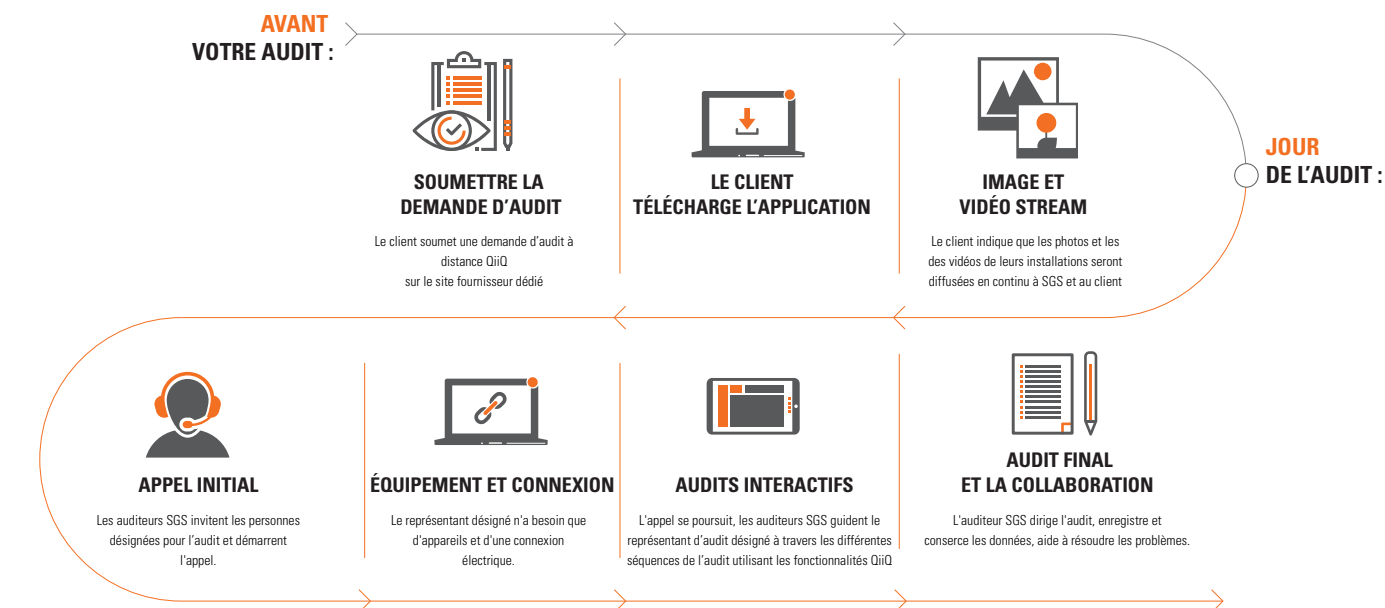 AVANT
VOTRE AUDIT :
SOUMETTRE LA
DEMANDE D'AUDIT
Le client soumet une demande d'audit à
distance QiiQ
sur le site fournisseur dédié
LE CLIENT
TÉLÉCHARGE L'APPLICATION
IMAGE ET
VIDÉO STREAM
Le client indique que les photos et les
des vidéos de leurs installations seront
diffusées en continu à SGS et au client
JOUR
DE L'AUDIT :
APPEL INITIAL
Les auditeurs SGS invitent les personnes
désignées pour l'audit et démarrent
l'appel.
ÉQUIPEMENT ET CONNEXION
Le représentant désigné n'a besoin que
d'appareils et d'une connexion
électrique.
AUDITS INTERACTIFS
L'appel se poursuit, les auditeurs SGS guident le
représentant d'audit désigné à travers les différentes
séquences de l'audit utilisant les fonctionnalités QiiQ
AUDIT FINAL
ET LA COLLABORATION
L'auditeur SGS dirige l'audit, enregistre et
conserce les données, aide à résoudre les problèmes.